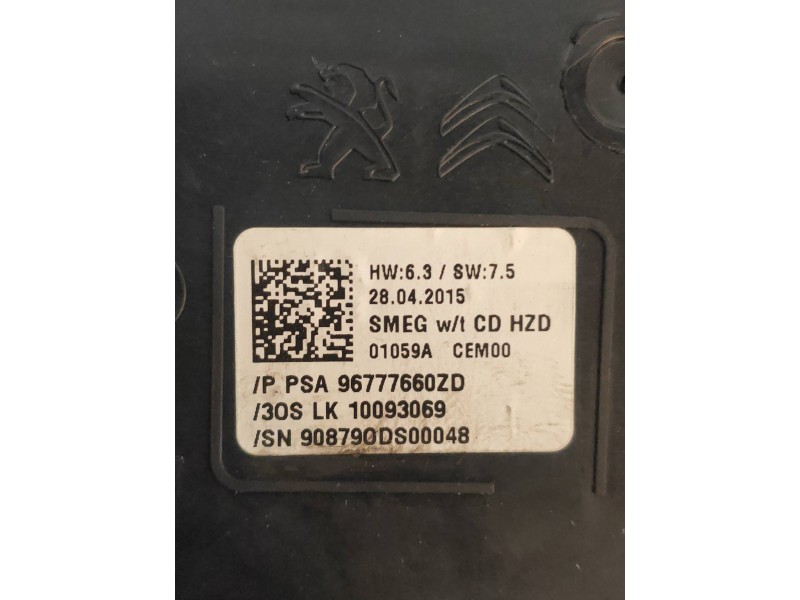 HW:6.3 / SW:7.5
28.04.2015
SMEG w/t CD HZD
01059A CEM00
/P PSA 96777660ZD
/3OS LK 10093069
/SN 90879ODS00048